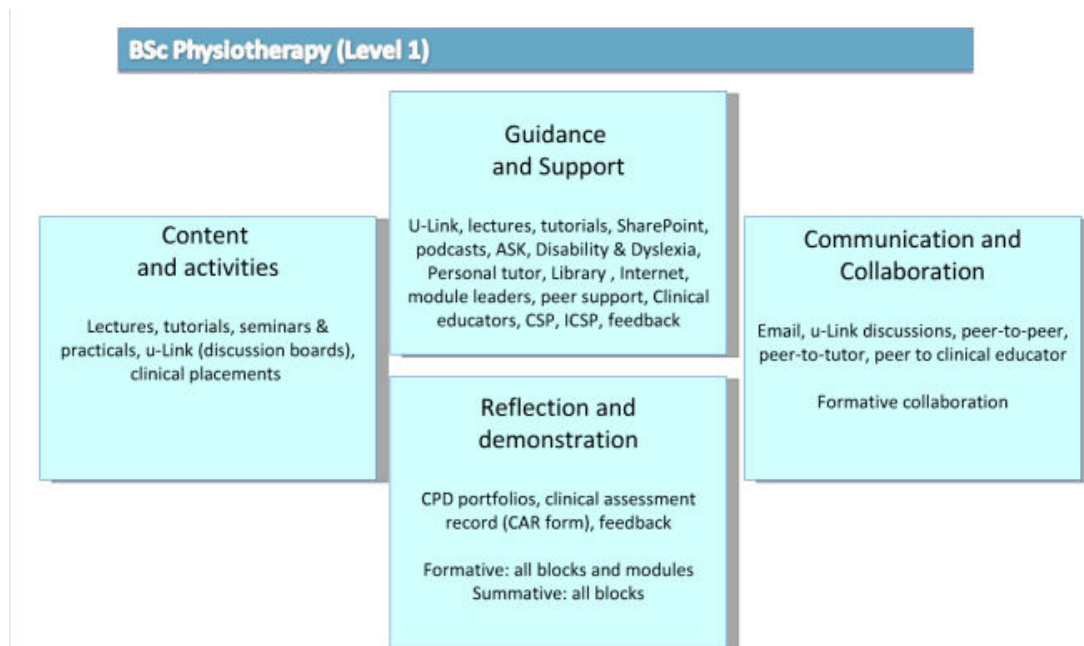 BSc Physiotherapy (Level 1)
Guidance
and Support
U-Link, lectures, tutorials, SharePoint,
podcasts, ASK, Disability & Dyslexia,
Personal tutor, Library , Internet,
module leaders, peer support, Clinical
educators, CSP, ICSP, feedback
Content
and activities
Lectures, tutorials, seminars &
practicals, u-Link (discussion boards),
clinical placements
Communication and
Collaboration
Email, u-Link discussions, peer-to-peer,
peer-to-tutor, peer to clinical educator
Formative collaboration
Reflection and
demonstration
CPD portfolios, clinical assessment
record (CAR form), feedback
Formative: all blocks and modules
Summative: all blocks